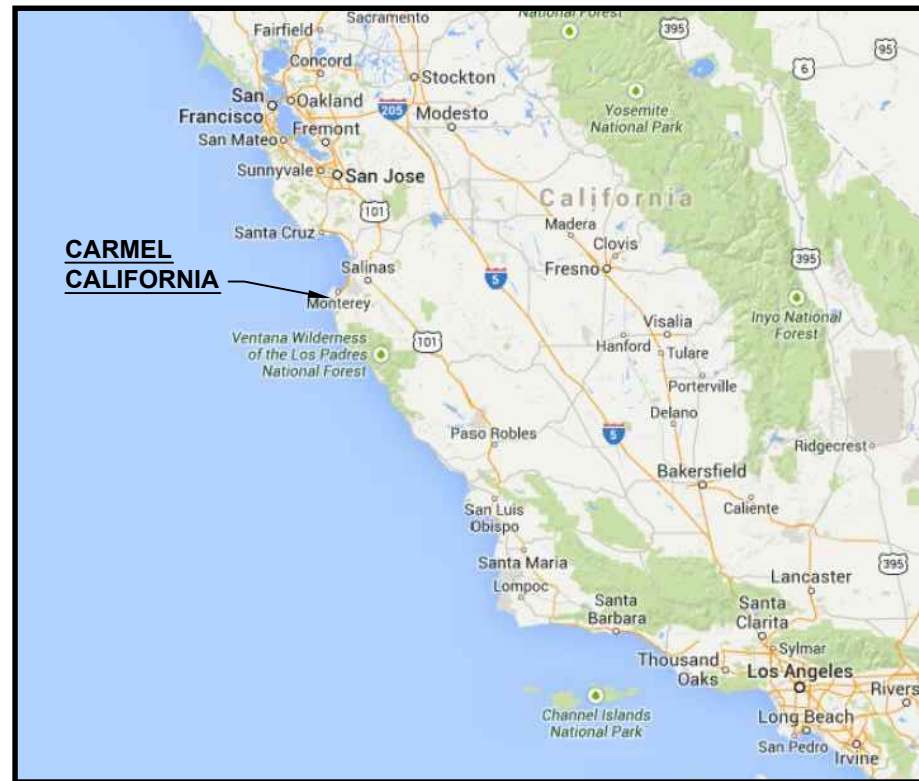 Sacramento
National Forest
395
Fairfield
95
6
Concord
Stockton
San
Francisco
Oakland
205
Modesto
Yosemite
National Park
San Mateo
Fremont
Sunnyvale
San Jose
California
101
Madera
Santa Cruz
Clovis
CARMEL
CALIFORNIA
Salinas
Fresno
395
5
Monterey
Inyo National
Forest
Visalia
Ventana Wilderness
of the Los Padres
National Forest
101
Hanford
Tulare
Porterville
Delano
Paso Robles
5
Ridgecrest
Bakersfield
San Luis
Obispo
Caliente
Santa Maria
395
Lompoc
Lancaster
Santa
Barbara
Santa
Clarita
Sylmar
Thousand
Oaks
Los Angeles
Rivers
Channel Islands
National Park
Long Beach
San Pedro
Irvine